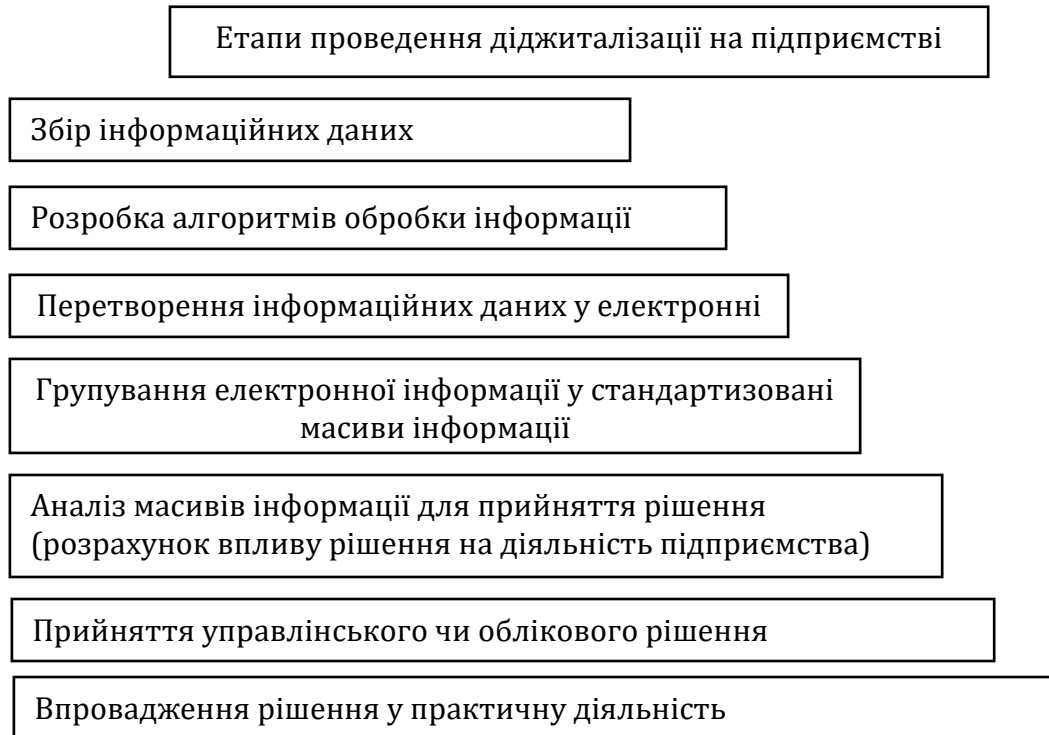 Етапи проведення діджиталізації на підприємстві
Збір інформаційних даних
Розробка алгоритмів обробки інформації
Перетворення інформаційних даних у електронні
Групування електронної інформації у стандартизовані
масиви інформації
Аналіз масивів інформації для прийняття рішення
(розрахунок впливу рішення на діяльність підприємства)
Прийняття управлінського чи облікового рішення
Впровадження рішення у практичну діяльність